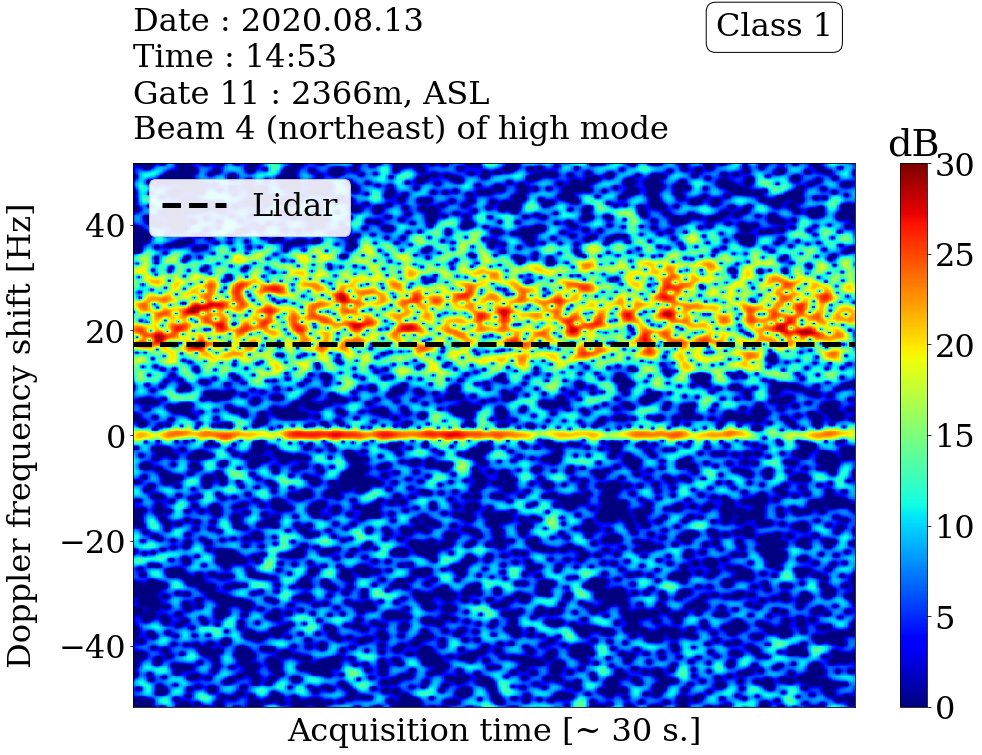 Date : 2020.08.13
Time : 14:53
Gate 11 : 2366m, ASL
Beam 4 (northeast) of high mode
Class 1
dB
Lidar
Doppler frequency shift [Hz]
40
20
0
−20
−40
30
25
20
15
10
5
0
Acquisition time [~ 30 s.]